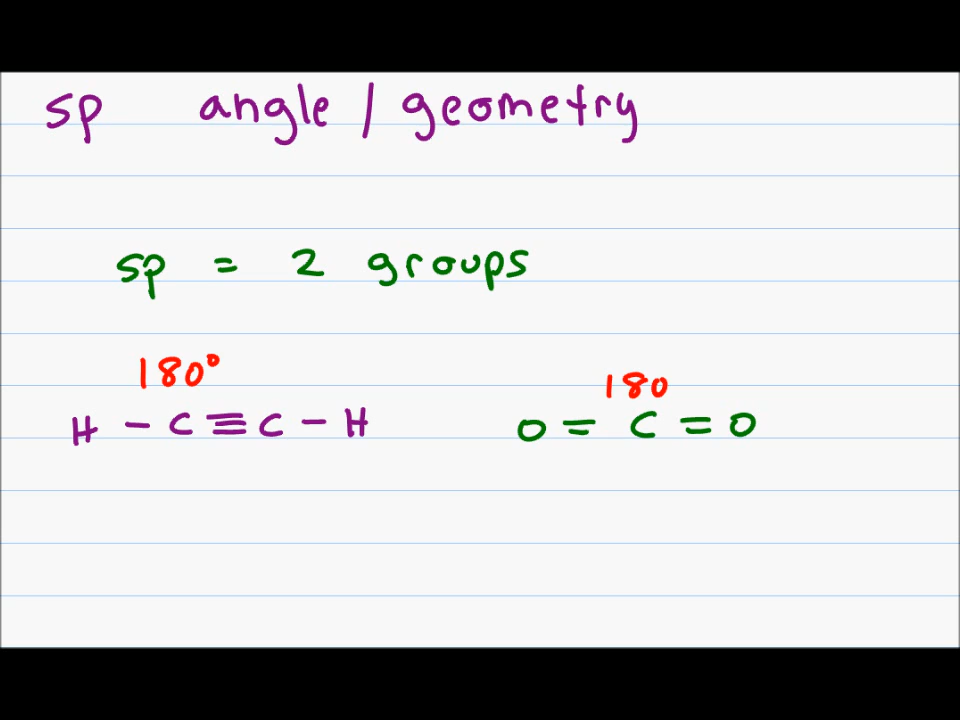 sp angle / geometry
sp = 2 groups
180° 180
H - C ≡ C - H O = C = O